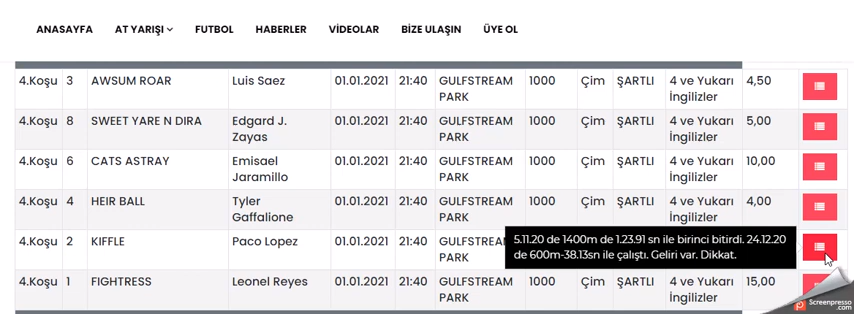 ANASAYFA AT YARIŞI FUTBOL HABERLER VİDEOLAR BİZE ULAŞIN ÜYE OL
4.Koşu 3 AWSUM ROAR Luis Saez 01.01.2021 21:40 GULFSTREAM PARK 1000 Çim ŞARTLI 4 ve Yukarı İngilizler 4,50
4.Koşu 8 SWEET YARE N DIRA Edgard J. Zayas 01.01.2021 21:40 GULFSTREAM PARK 1000 Çim ŞARTLI 4 ve Yukarı İngilizler 5,00
4.Koşu 6 CATS ASTRAY Emisael Jaramillo 01.01.2021 21:40 GULFSTREAM PARK 1000 Çim ŞARTLI 4 ve Yukarı İngilizler 10,00
4.Koşu 4 HEIR BALL Tyler Gaffalione 01.01.2021 21:40 GULFSTREAM PARK 1000 Çim ŞARTLI 4 ve Yukarı İngilizler 4,00
4.Koşu 2 KIFFLE Paco Lopez 01.01.2021 21:40 GULFSTREAM PARK
5.11.20 de 1400m de 1.23.91 sn ile birinci bitirdi. 24.12.20
de 600m-38.13sn ile çalıştı. Geliri var. Dikkat.
4.Koşu 1 FIGHTRESS Leonel Reyes 01.01.2021 21:40 GULFSTREAM PARK 1000 Çim ŞARTLI 4 ve Yukarı İngilizler 15,00
Screenpresso
.com